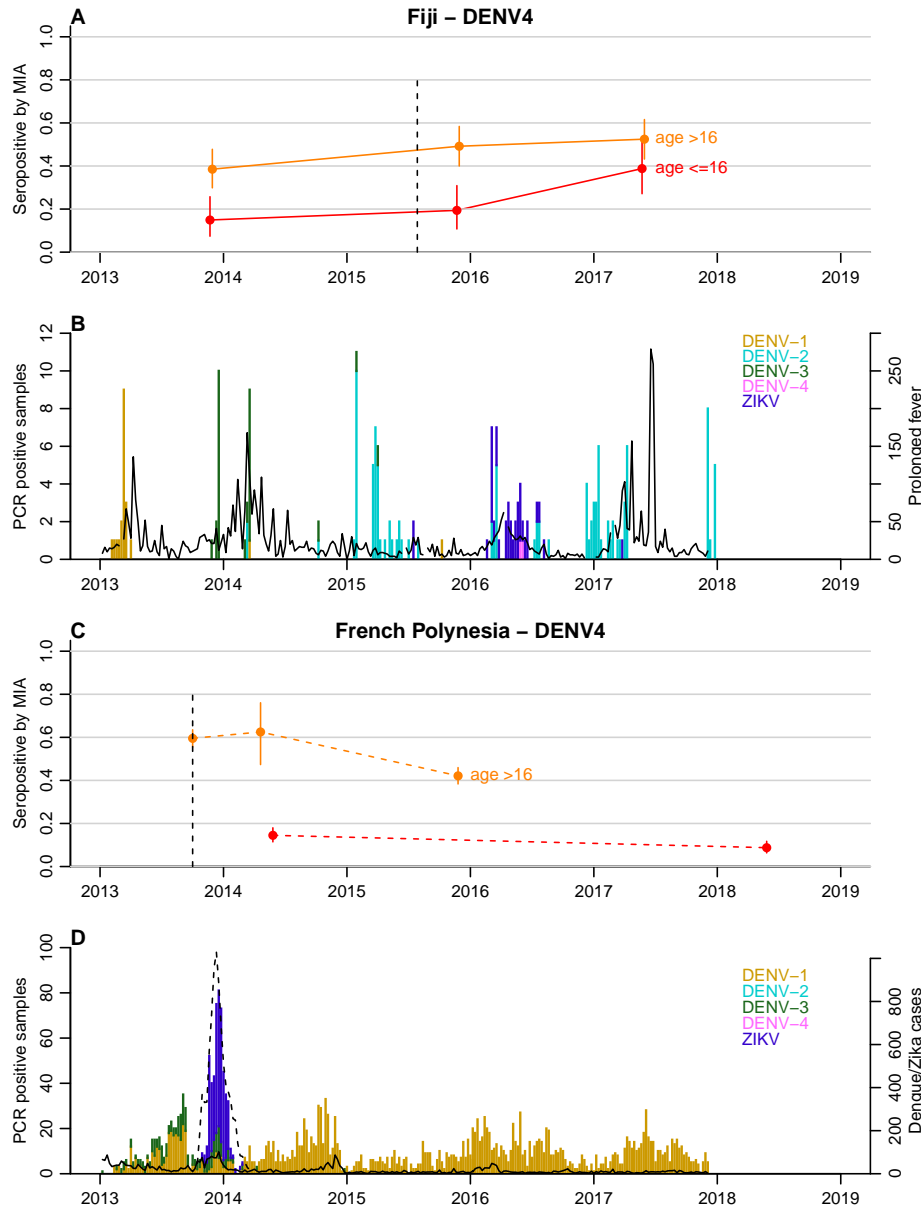 A
Fiji − DENV4
Seropositive by MIA
0.0
0.2
0.4
0.6
0.8
1.0
age >16
age <=16
2013 2014 2015 2016 2017 2018 2019
B
PCR positive samples
0
2
4
6
8
10
12
DENV−1
DENV−2
DENV−3
DENV−4
ZIKV
0
50
150
250
Prolonged fever
2013 2014 2015 2016 2017 2018 2019
C
French Polynesia − DENV4
Seropositive by MIA
0.0
0.2
0.4
0.6
0.8
1.0
age >16
2013 2014 2015 2016 2017 2018 2019
D
PCR positive samples
0
20
40
60
80
100
DENV−1
DENV−2
DENV−3
DENV−4
ZIKV
0
200
400
600
800
Dengue/Zika cases
2013 2014 2015 2016 2017 2018 2019